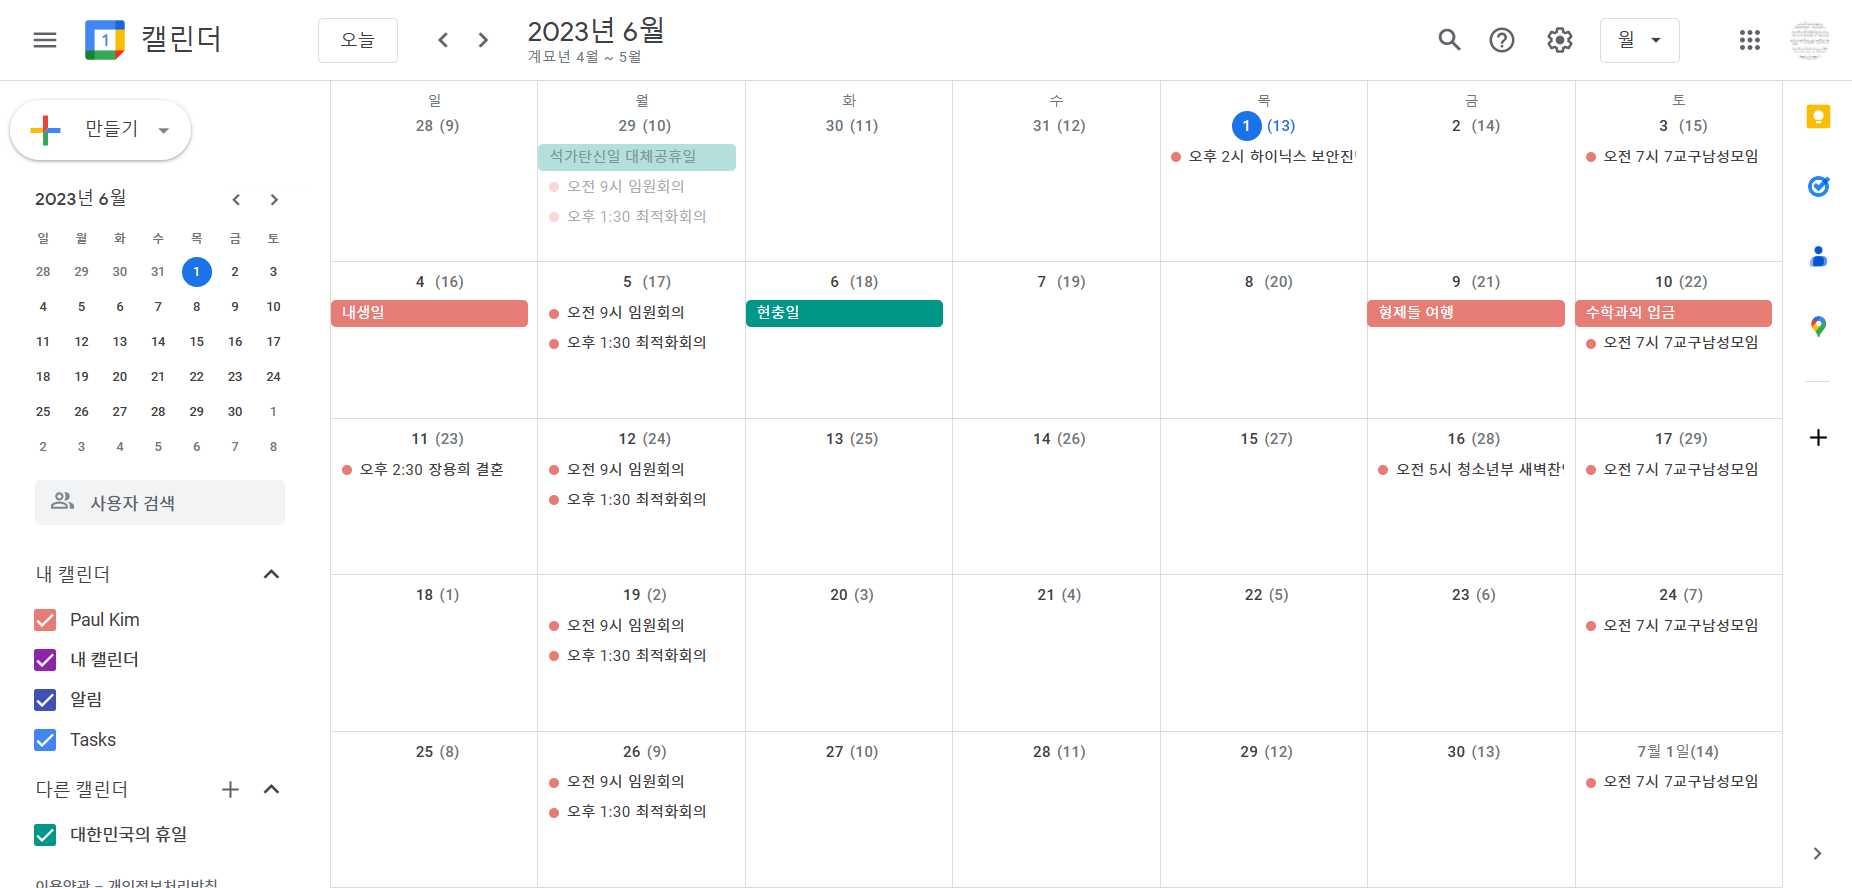 1
캘린더
오늘
2023년 6월
계묘년 4월 ~ 5월
월
만들기
2023년 6월
일 월 화 수 목 금 토
28 29 30 31 1 2 3
4 5 6 7 8 9 10
11 12 13 14 15 16 17
18 19 20 21 22 23 24
25 26 27 28 29 30 1
2 3 4 5 6 7 8
사용자 검색
내 캘린더
Paul Kim
내 캘린더
알림
Tasks
다른 캘린더
대한민국의 휴일
이용약관 – 개인정보처리방침
일 월 화 수 목 금 토
28 (9) 29 (10) 30 (11) 31 (12) 1 (13) 2 (14) 3 (15)
석가탄신일 대체공휴일 오후 2시 하이닉스 보안진 오전 7시 7교구남성모임
오전 9시 임원회의
오후 1:30 최적화회의
4 (16) 5 (17) 6 (18) 7 (19) 8 (20) 9 (21) 10 (22)
내생일 오전 9시 임원회의 현충일 형제들 여행 수학과외 입금
오후 1:30 최적화회의 오전 7시 7교구남성모임
11 (23) 12 (24) 13 (25) 14 (26) 15 (27) 16 (28) 17 (29)
오후 2:30 장용희 결혼 오전 9시 임원회의 오전 5시 청소년부 새벽찬 오전 7시 7교구남성모임
오후 1:30 최적화회의
18 (1) 19 (2) 20 (3) 21 (4) 22 (5) 23 (6) 24 (7)
오전 9시 임원회의 오전 7시 7교구남성모임
오후 1:30 최적화회의
25 (8) 26 (9) 27 (10) 28 (11) 29 (12) 30 (13) 7월 1일(14)
오전 9시 임원회의 오전 7시 7교구남성모임
오후 1:30 최적화회의